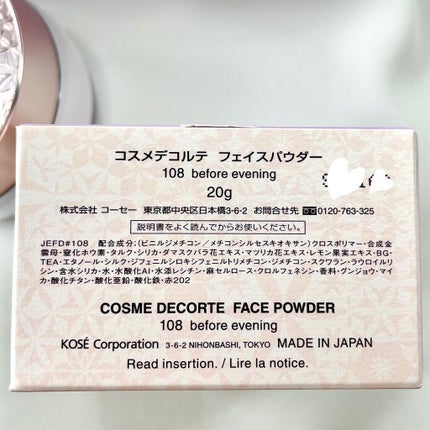 コスメデコルテ フェイスパウダー
108 before evening
20g
株式会社 コーセー 東京都中央区日本橋3-6-2 お問合せ先 0120-763-325
説明書をよく読んでからお使いください。
JEFD#108 配合成分;(ビニルジメチコン/メチコンシルセスキオキサン)クロスポリマー・合成金
雲母・窒化ホウ素・タルク・シリカ・ダマスクバラ花エキス・マツリカ花エキス・レモン果実エキス・BG・
TEA・エタノール・シルク・ジフェニルシロキシフェニルトリメチコン・ジメチコン・スクワラン・ラウロイルリ
シン・含水シリカ・水・水酸化Al・水添レシチン・麻セルロース・クロルフェネシン・香料・グンジョウ・マイ
カ・酸化チタン・酸化亜鉛・酸化鉄・赤202
COSME DECORTE FACE POWDER
108 before evening
KOSÉ Corporation 3-6-2 NIHONBASHI, TOKYO MADE IN JAPAN
Read insertion. / Lire la notice.